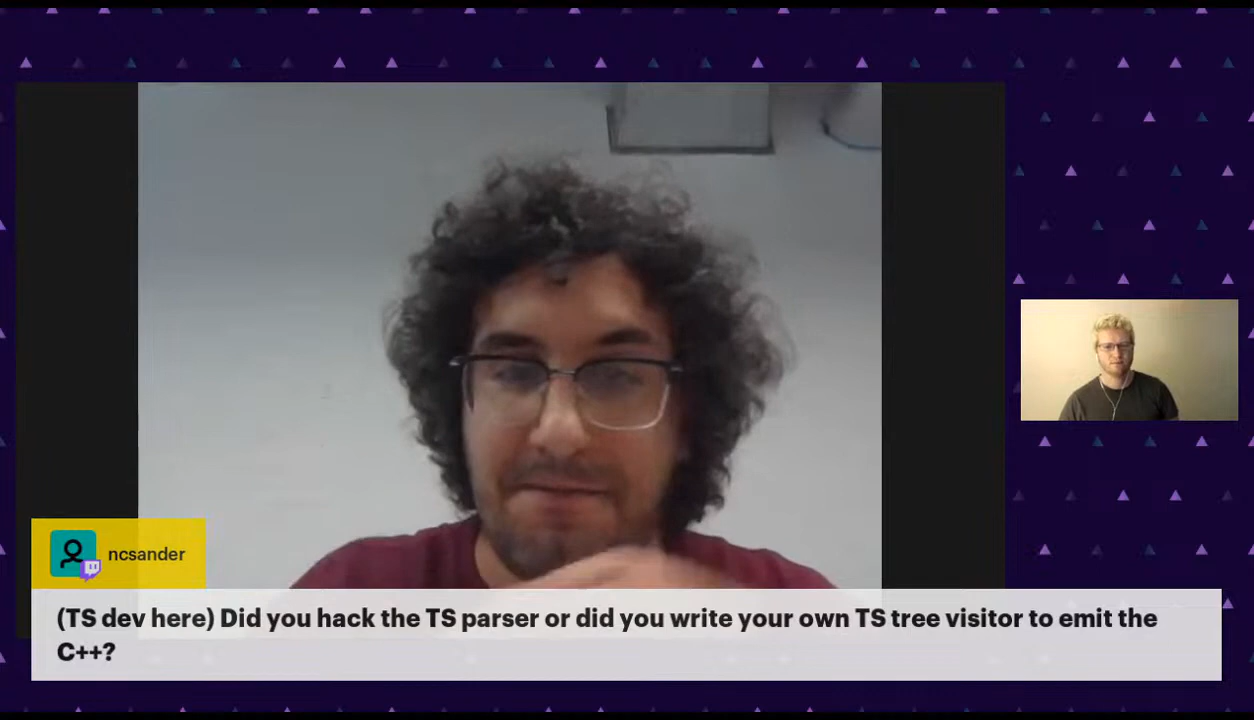 ncsander
(TS dev here) Did you hack the TS parser or did you write your own TS tree visitor to emit the
C++?